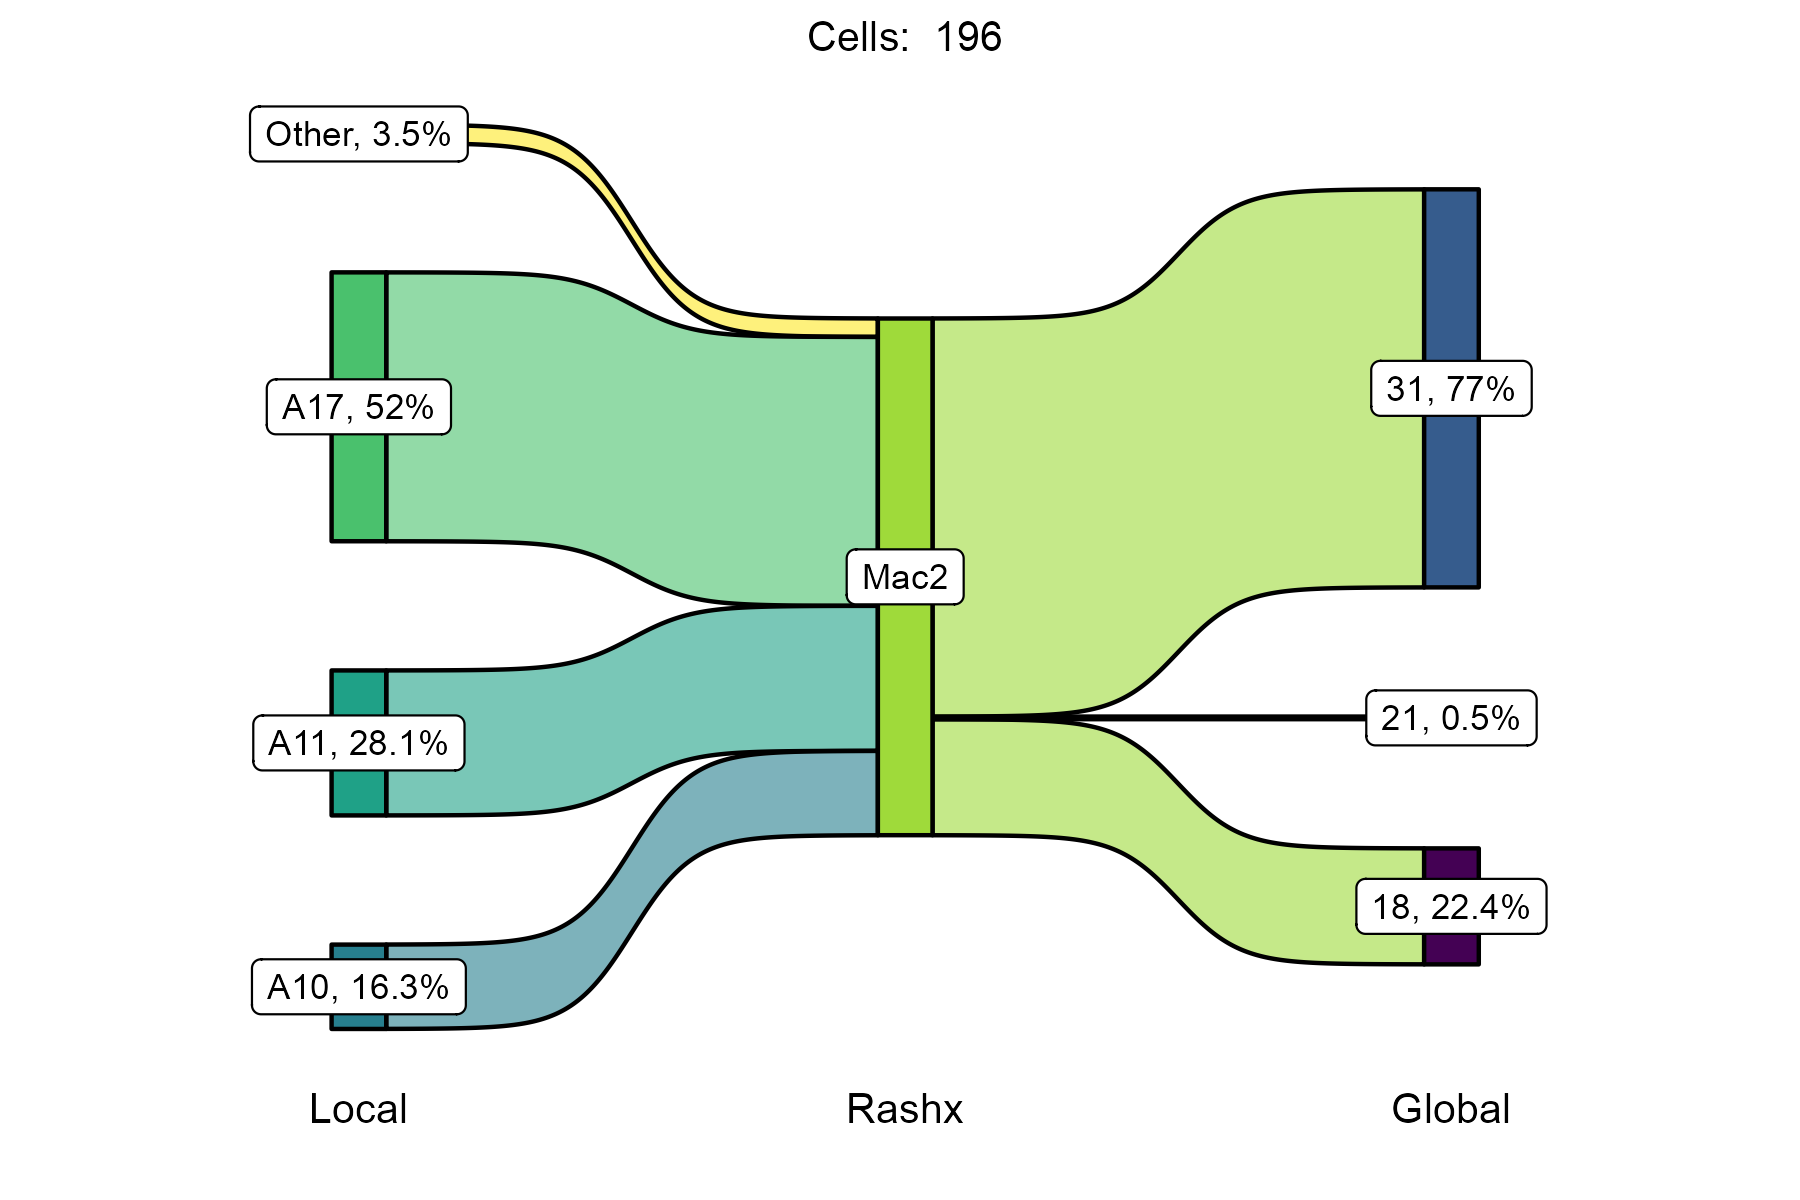 Cells:  196
Other, 3.5%
A17, 52%
A11, 28.1%
A10, 16.3%
Mac2
31, 77%
21, 0.5%
18, 22.4%
Local
Rashx
Global